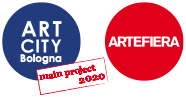 ART
CITY
Bologna
main project
2020
ARTEFIERA